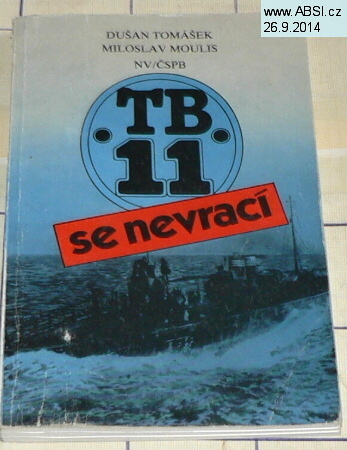 www.ABSI.cz
26.9.2014
DUŠAN TOMÁŠEK
MILOSLAV MOULIS
NV/ČSPB
TB
11
se nevrací